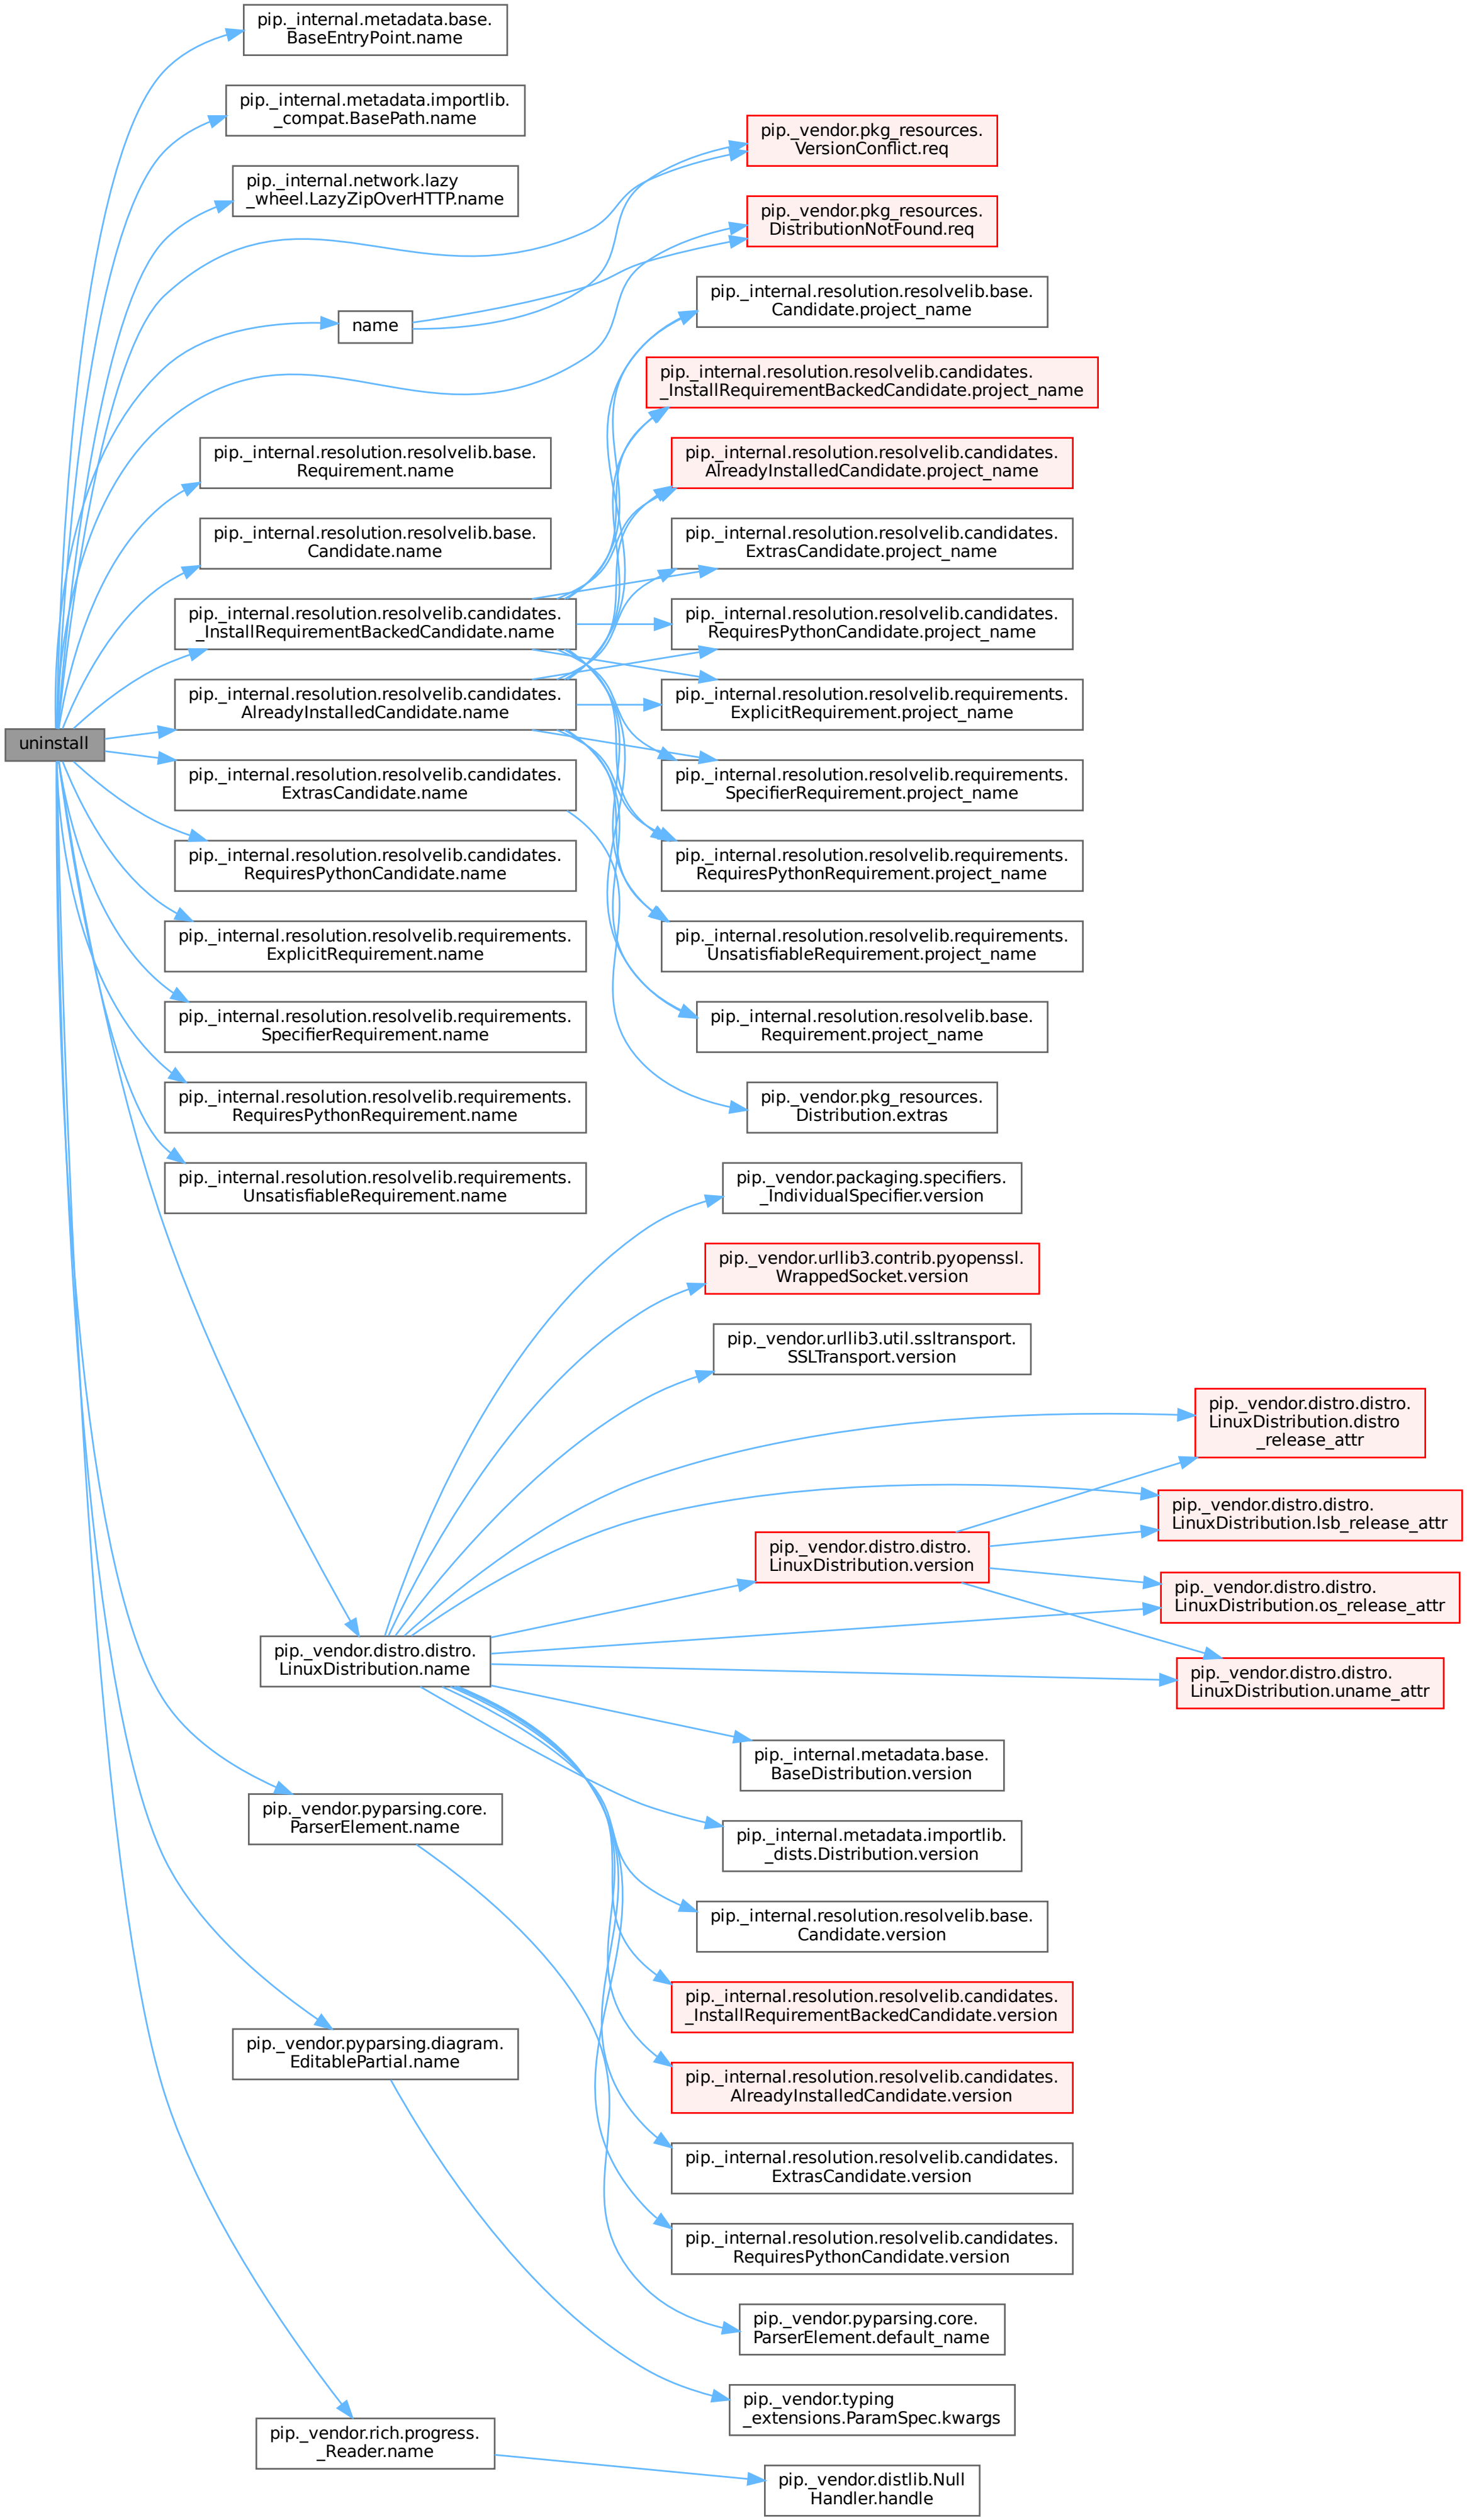 pip._internal.metadata.base.
BaseEntryPoint.name
pip._internal.metadata.importlib.
_compat.BasePath.name
pip._internal.network.lazy
_wheel.LazyZipOverHTTP.name
name
pip._internal.resolution.resolvelib.base.
Requirement.name
pip._internal.resolution.resolvelib.base.
Candidate.name
pip._internal.resolution.resolvelib.candidates.
_InstallRequirementBackedCandidate.name
pip._internal.resolution.resolvelib.candidates.
AlreadyInstalledCandidate.name
uninstall
pip._internal.resolution.resolvelib.candidates.
ExtrasCandidate.name
pip._internal.resolution.resolvelib.candidates.
RequiresPythonCandidate.name
pip._internal.resolution.resolvelib.requirements.
ExplicitRequirement.name
pip._internal.resolution.resolvelib.requirements.
SpecifierRequirement.name
pip._internal.resolution.resolvelib.requirements.
RequiresPythonRequirement.name
pip._internal.resolution.resolvelib.requirements.
UnsatisfiableRequirement.name
pip._vendor.distro.distro.
LinuxDistribution.name
pip._vendor.pyparsing.core.
ParserElement.name
pip._vendor.pyparsing.diagram.
EditablePartial.name
pip._vendor.rich.progress.
_Reader.name
pip._vendor.pkg_resources.
VersionConflict.req
pip._vendor.pkg_resources.
DistributionNotFound.req
pip._internal.resolution.resolvelib.base.
Candidate.project_name
pip._internal.resolution.resolvelib.candidates.
_InstallRequirementBackedCandidate.project_name
pip._internal.resolution.resolvelib.candidates.
AlreadyInstalledCandidate.project_name
pip._internal.resolution.resolvelib.candidates.
ExtrasCandidate.project_name
pip._internal.resolution.resolvelib.candidates.
RequiresPythonCandidate.project_name
pip._internal.resolution.resolvelib.requirements.
ExplicitRequirement.project_name
pip._internal.resolution.resolvelib.requirements.
SpecifierRequirement.project_name
pip._internal.resolution.resolvelib.requirements.
RequiresPythonRequirement.project_name
pip._internal.resolution.resolvelib.requirements.
UnsatisfiableRequirement.project_name
pip._internal.resolution.resolvelib.base.
Requirement.project_name
pip._vendor.pkg_resources.
Distribution.extras
pip._vendor.packaging.specifiers.
_IndividualSpecifier.version
pip._vendor.urllib3.contrib.pyopenssl.
WrappedSocket.version
pip._vendor.urllib3.util.ssltransport.
SSLTransport.version
pip._vendor.distro.distro.
LinuxDistribution.version
pip._internal.metadata.base.
BaseDistribution.version
pip._internal.metadata.importlib.
_dists.Distribution.version
pip._internal.resolution.resolvelib.base.
Candidate.version
pip._internal.resolution.resolvelib.candidates.
_InstallRequirementBackedCandidate.version
pip._internal.resolution.resolvelib.candidates.
AlreadyInstalledCandidate.version
pip._internal.resolution.resolvelib.candidates.
ExtrasCandidate.version
pip._internal.resolution.resolvelib.candidates.
RequiresPythonCandidate.version
pip._vendor.pyparsing.core.
ParserElement.default_name
pip._vendor.typing
_extensions.ParamSpec.kwargs
pip._vendor.distlib.Null
Handler.handle
pip._vendor.distro.distro.
LinuxDistribution.distro
_release_attr
pip._vendor.distro.distro.
LinuxDistribution.lsb_release_attr
pip._vendor.distro.distro.
LinuxDistribution.os_release_attr
pip._vendor.distro.distro.
LinuxDistribution.uname_attr